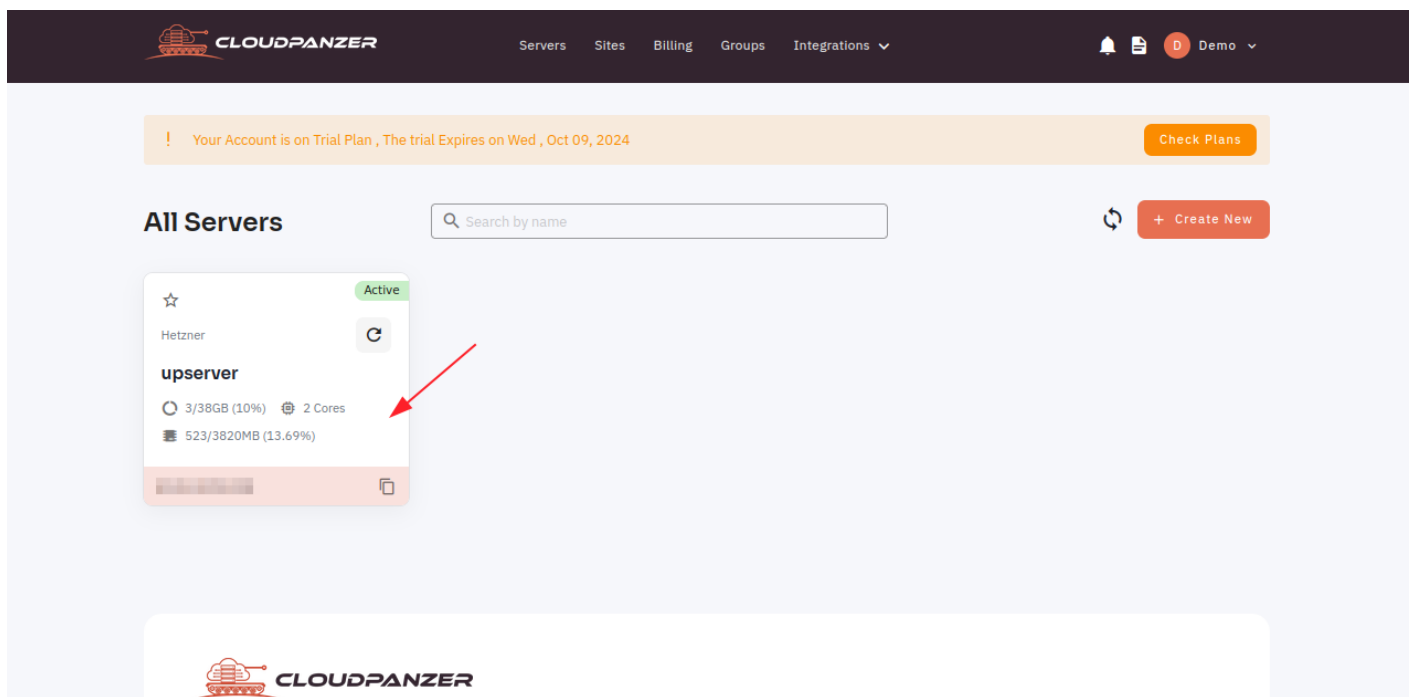 CLOUDPANZER Servers Sites Billing Groups Integrations D Demo
! Your Account is on Trial Plan , The trial Expires on Wed , Oct 09, 2024 Check Plans
All Servers Search by name + Create New
Active
Hetzner
upserver
3/38GB (10%) 2 Cores
523/3820MB (13.69%)
CLOUDPANZER